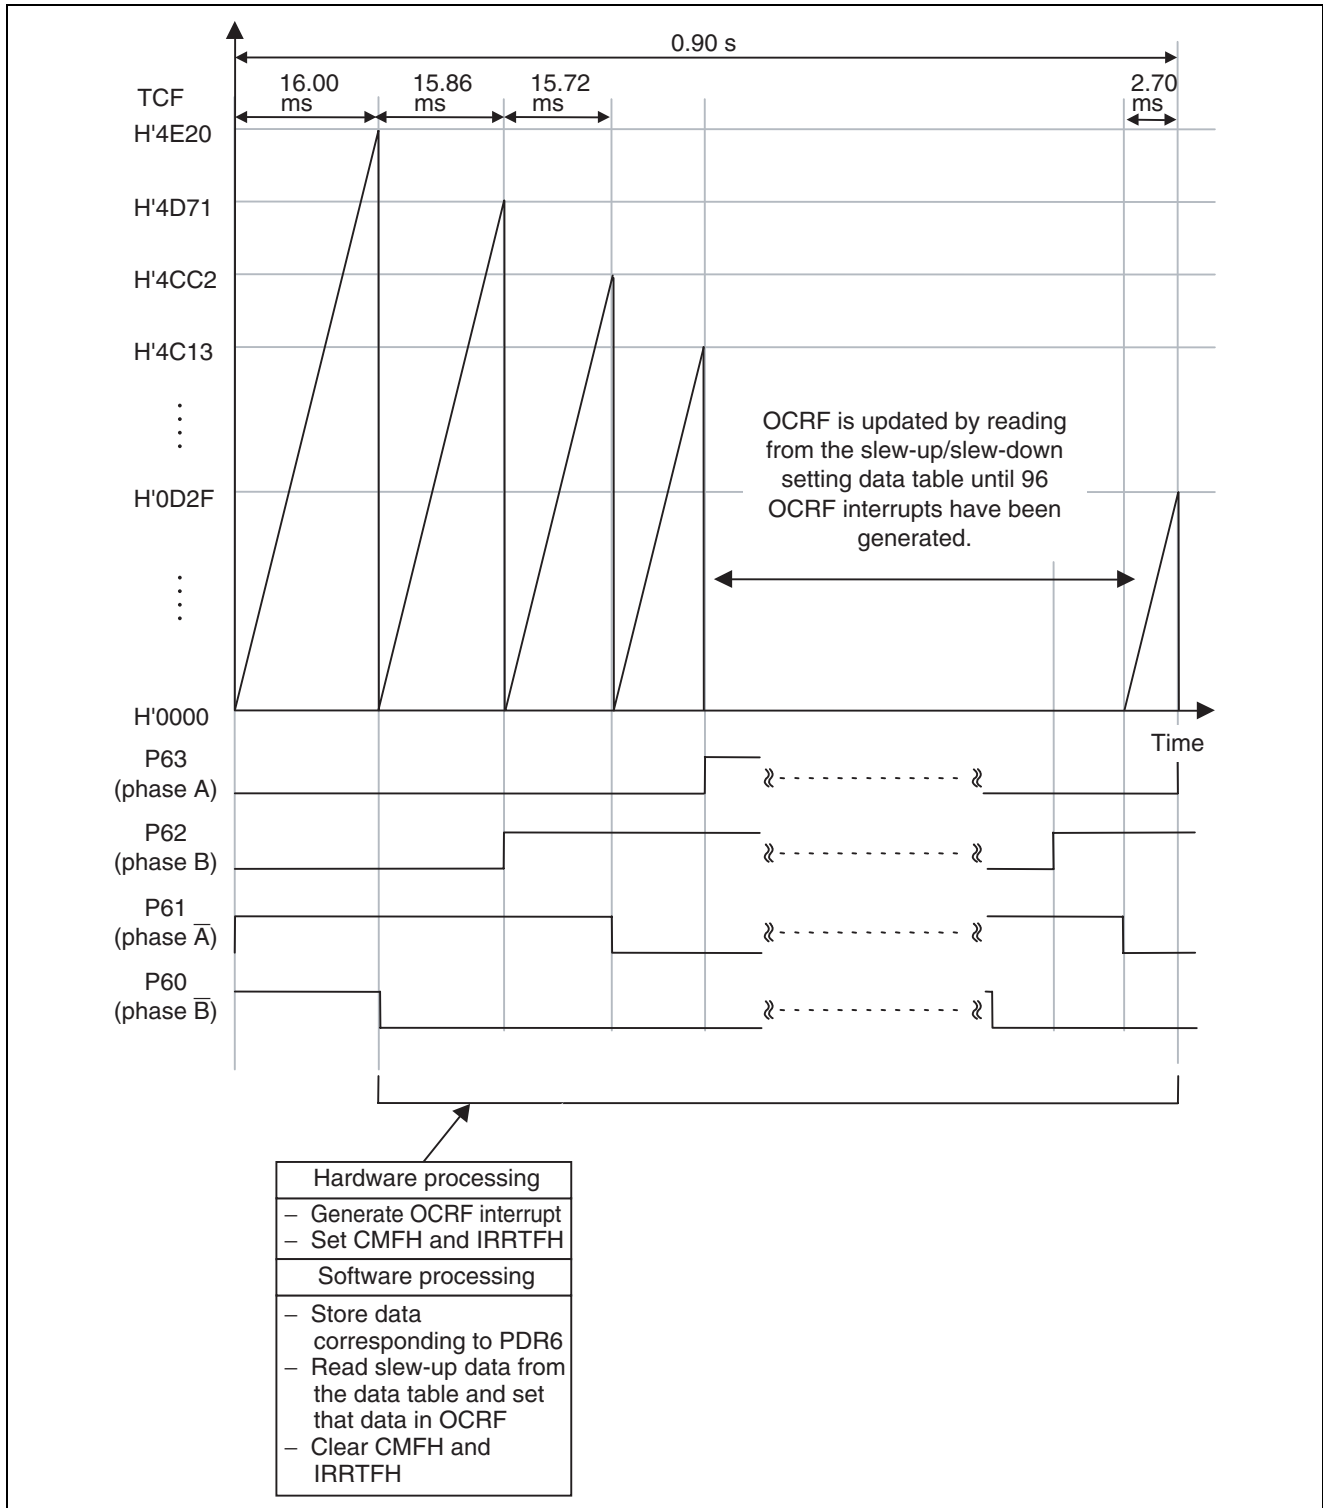 0.90 s
16.00
ms
15.86
ms
15.72
ms
2.70
ms
TCF
H'4E20
H'4D71
H'4CC2
H'4C13
H'0D2F
H'0000
OCRF is updated by reading
from the slew-up/slew-down
setting data table until 96
OCRF interrupts have been
generated.
Time
P63
(phase A)
P62
(phase B)
P61
(phase A̅)
P60
(phase B̅)
Hardware processing
– Generate OCRF interrupt
– Set CMFH and IRRTFH
Software processing
– Store data
corresponding to PDR6
– Read slew-up data from
the data table and set
that data in OCRF
– Clear CMFH and
IRRTFH